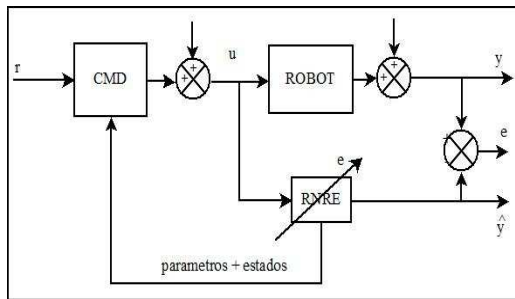 r
CMD
+
+
u
ROBOT
+
+
y
+
e
e
RNRE
ŷ
parametros + estados